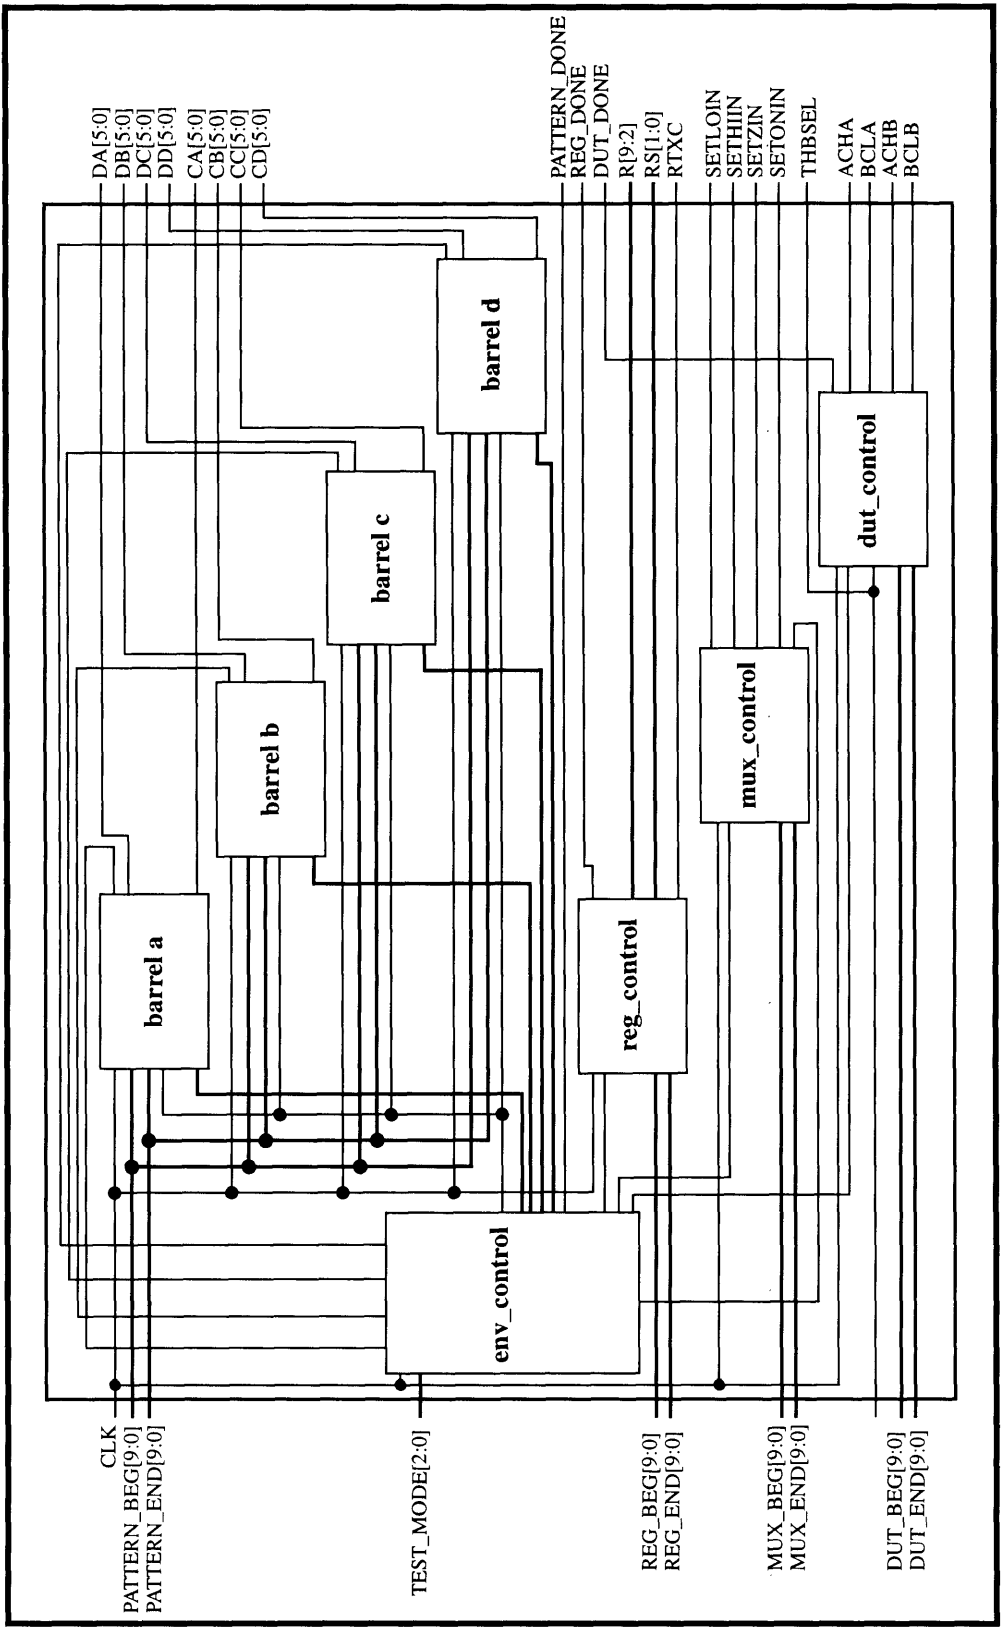 DA[5:0]
DB[5:0]
DC[5:0]
DD[5:0]
CA[5:0]
CB[5:0]
CC[5:0]
CD[5:0]
PATTERN_DONE
REG_DONE
DUT_DONE
R[9:2]
RS[1:0]
RTXC
SETLOIN
SETHIN
SETZIN
SETONIN
THBSEL
ACHA
BCLA
ACHB
BCLB
barrel d
barrel c
barrel b
barrel a
dut_control
mux_control
reg_control
env_control
CLK
PATTERN_BEG[9:0]
PATTERN_END[9:0]
TEST_MODE[2:0]
REG_BEG[9:0]
REG_END[9:0]
MUX_BEG[9:0]
MUX_END[9:0]
DUT_BEG[9:0]
DUT_END[9:0]